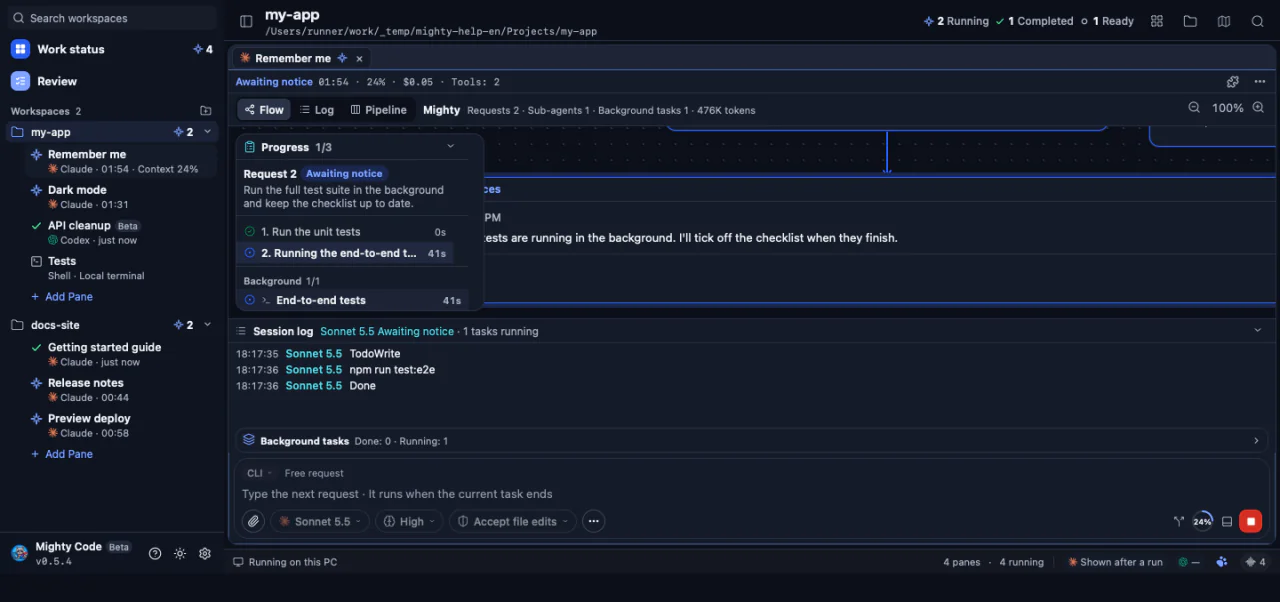 Search workspaces
Work status 4
Review
Workspaces 2
my-app 2
Remember me
Claude · 01:54 · Context 24%
Dark mode
Claude · 01:31
API cleanup Beta
Codex · just now
Tests
Shell · Local terminal
+ Add Pane
docs-site 2
Getting started guide
Claude · just now
Release notes
Claude · 00:44
Preview deploy
Claude · 00:58
+ Add Pane
Mighty Code Beta
v0.5.4
my-app
/Users/runner/work/_temp/mighty-help-en/Projects/my-app
2 Running 1 Completed 1 Ready
Remember me
Awaiting notice 01:54 · 24% · $0.05 · Tools: 2
Flow Log Pipeline Mighty Requests 2 · Sub-agents 1 · Background tasks 1 · 476K tokens
100%
Progress 1/3
Request 2 Awaiting notice
Run the full test suite in the background
and keep the checklist up to date.
1. Run the unit tests 0s
2. Running the end-to-end t... 41s
Background 1/1
End-to-end tests 41s
ces
PM
ests are running in the background. I'll tick off the checklist when they finish.
Session log Sonnet 5.5 Awaiting notice · 1 tasks running
18:17:35 Sonnet 5.5 TodoWrite
18:17:36 Sonnet 5.5 npm run test:e2e
18:17:36 Sonnet 5.5 Done
Background tasks Done: 0 · Running: 1
CLI Free request
Type the next request · It runs when the current task ends
Sonnet 5.5 High Accept file edits
24%
Running on this PC
4 panes · 4 running Shown after a run — 4